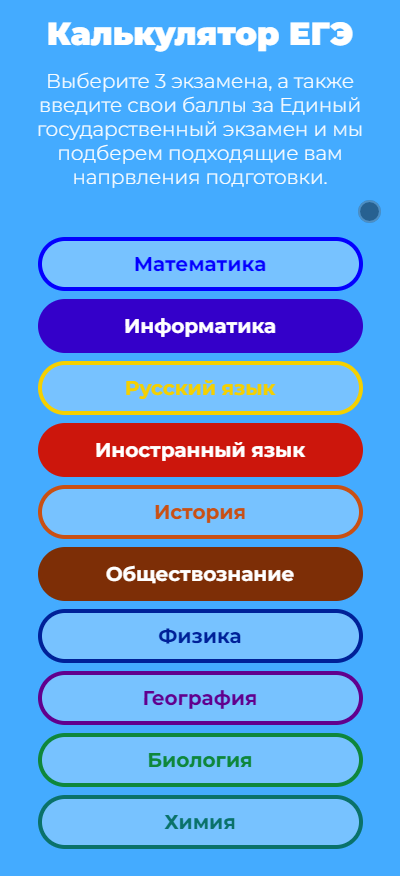 Калькулятор ЕГЭ
Выберите 3 экзамена, а также
введите свои баллы за Единый
государственный экзамен и мы
подберем подходящие вам
напрвления подготовки.
Математика
Информатика
Русский язык
Иностранный язык
История
Обществознание
Физика
География
Биология
Химия